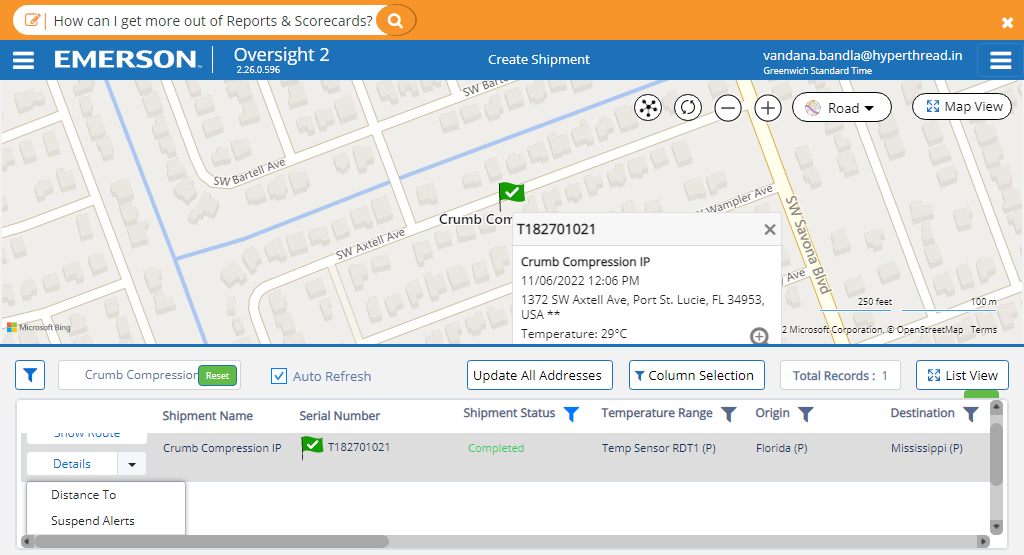 How can I get more out of Reports & Scorecards?
EMERSON
Oversight 2
2.26.0.596
Create Shipment
vandana.bandla@hyperthread.in
Greenwich Standard Time
SW Bartell Ave
SW Bartell Ave
Road
Map View
Crumb Com
SW Axtell Ave
Wampler Ave
SW Savona Blvd
Ave
T182701021
Crumb Compression IP
11/06/2022 12:06 PM
1372 SW Axtell Ave, Port St. Lucie, FL 34953,
USA **
Temperature: 29°C
250 feet
100 m
Microsoft Bing
2 Microsoft Corporation, © OpenStreetMap Terms
Crumb Compression
Reset
Auto Refresh
Update All Addresses
Column Selection
Total Records : 1
List View
Shipment Name
Serial Number
Shipment Status
Temperature Range
Origin
Destination
Show Route
Details
Crumb Compression IP
T182701021
Completed
Temp Sensor RDT1 (P)
Florida (P)
Mississippi (P)
Distance To
Suspend Alerts